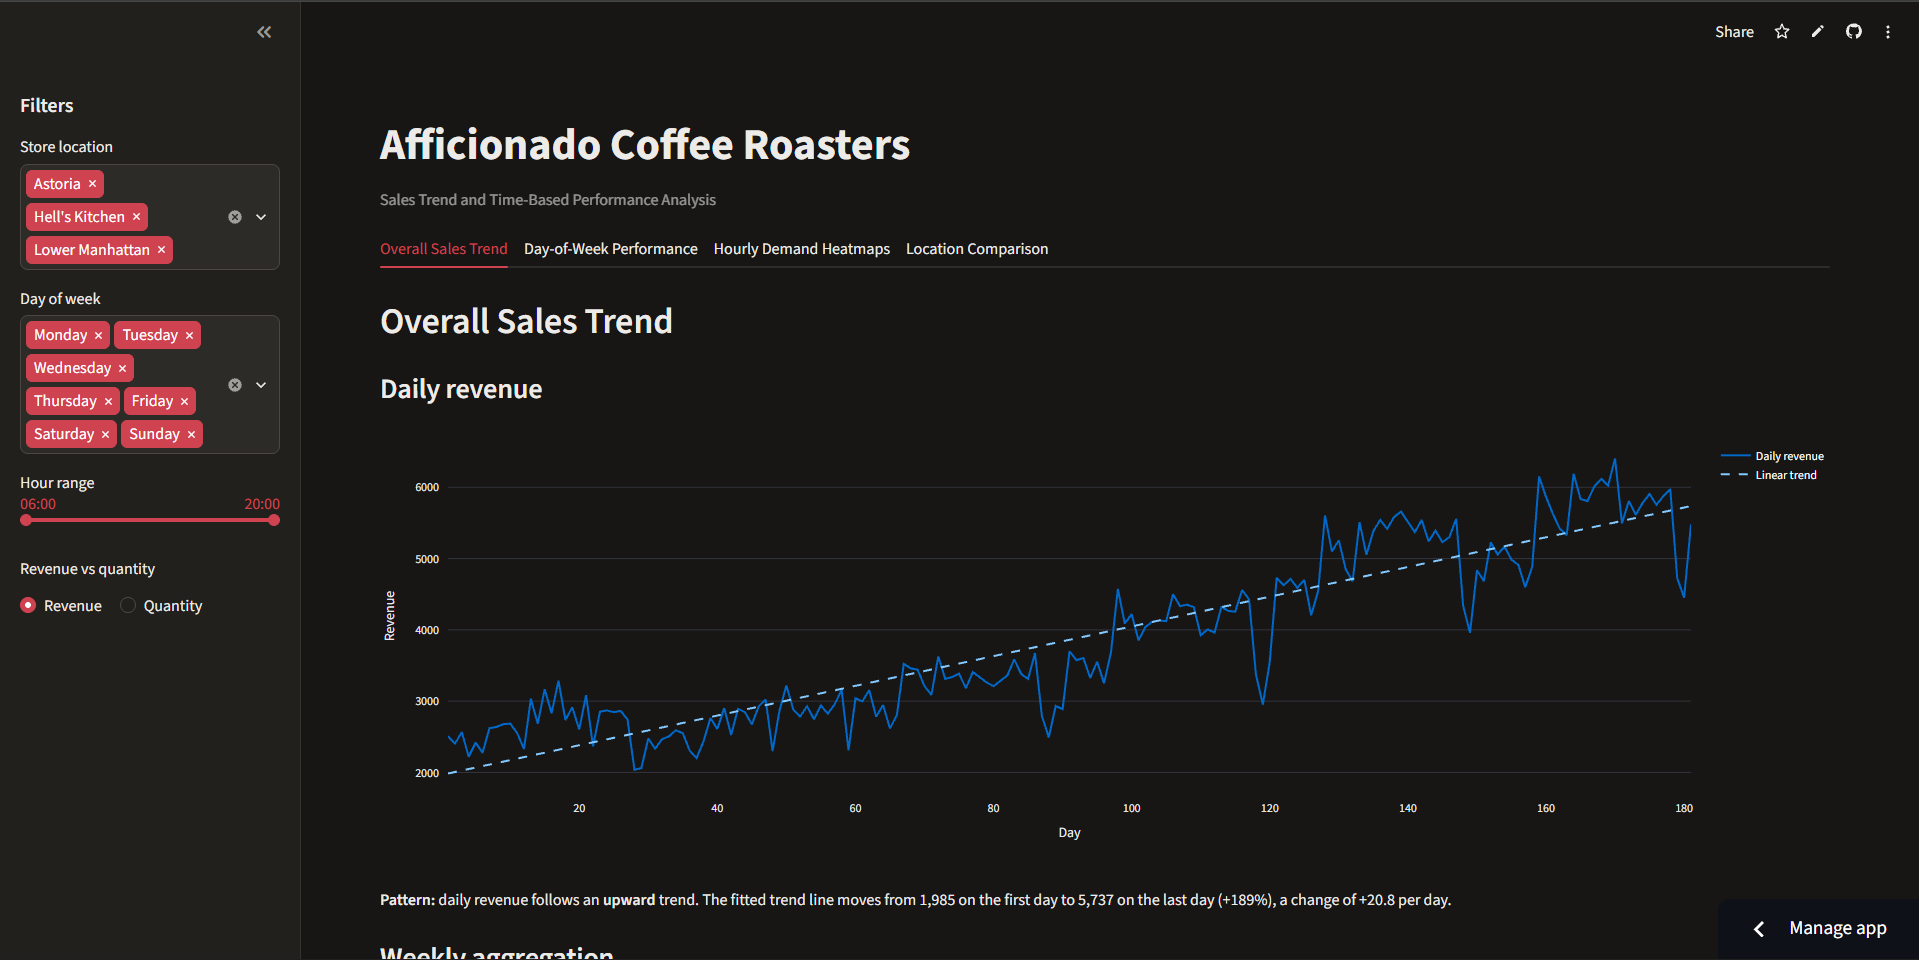 Share
Filters
Store location
Astoria ×
Hell's Kitchen ×
Lower Manhattan ×
Day of week
Monday × Tuesday ×
Wednesday ×
Thursday × Friday ×
Saturday × Sunday ×
Hour range
06:00 20:00
Revenue vs quantity
Revenue Quantity
Afficionado Coffee Roasters
Sales Trend and Time-Based Performance Analysis
Overall Sales Trend Day-of-Week Performance Hourly Demand Heatmaps Location Comparison
Overall Sales Trend
Daily revenue
Daily revenue
Linear trend
6000
5000
4000
3000
2000
Revenue
20 40 60 80 100 120 140 160 180
Day
Pattern: daily revenue follows an upward trend. The fitted trend line moves from 1,985 on the first day to 5,737 on the last day (+189%), a change of +20.8 per day.
Weekly aggregation
Manage app